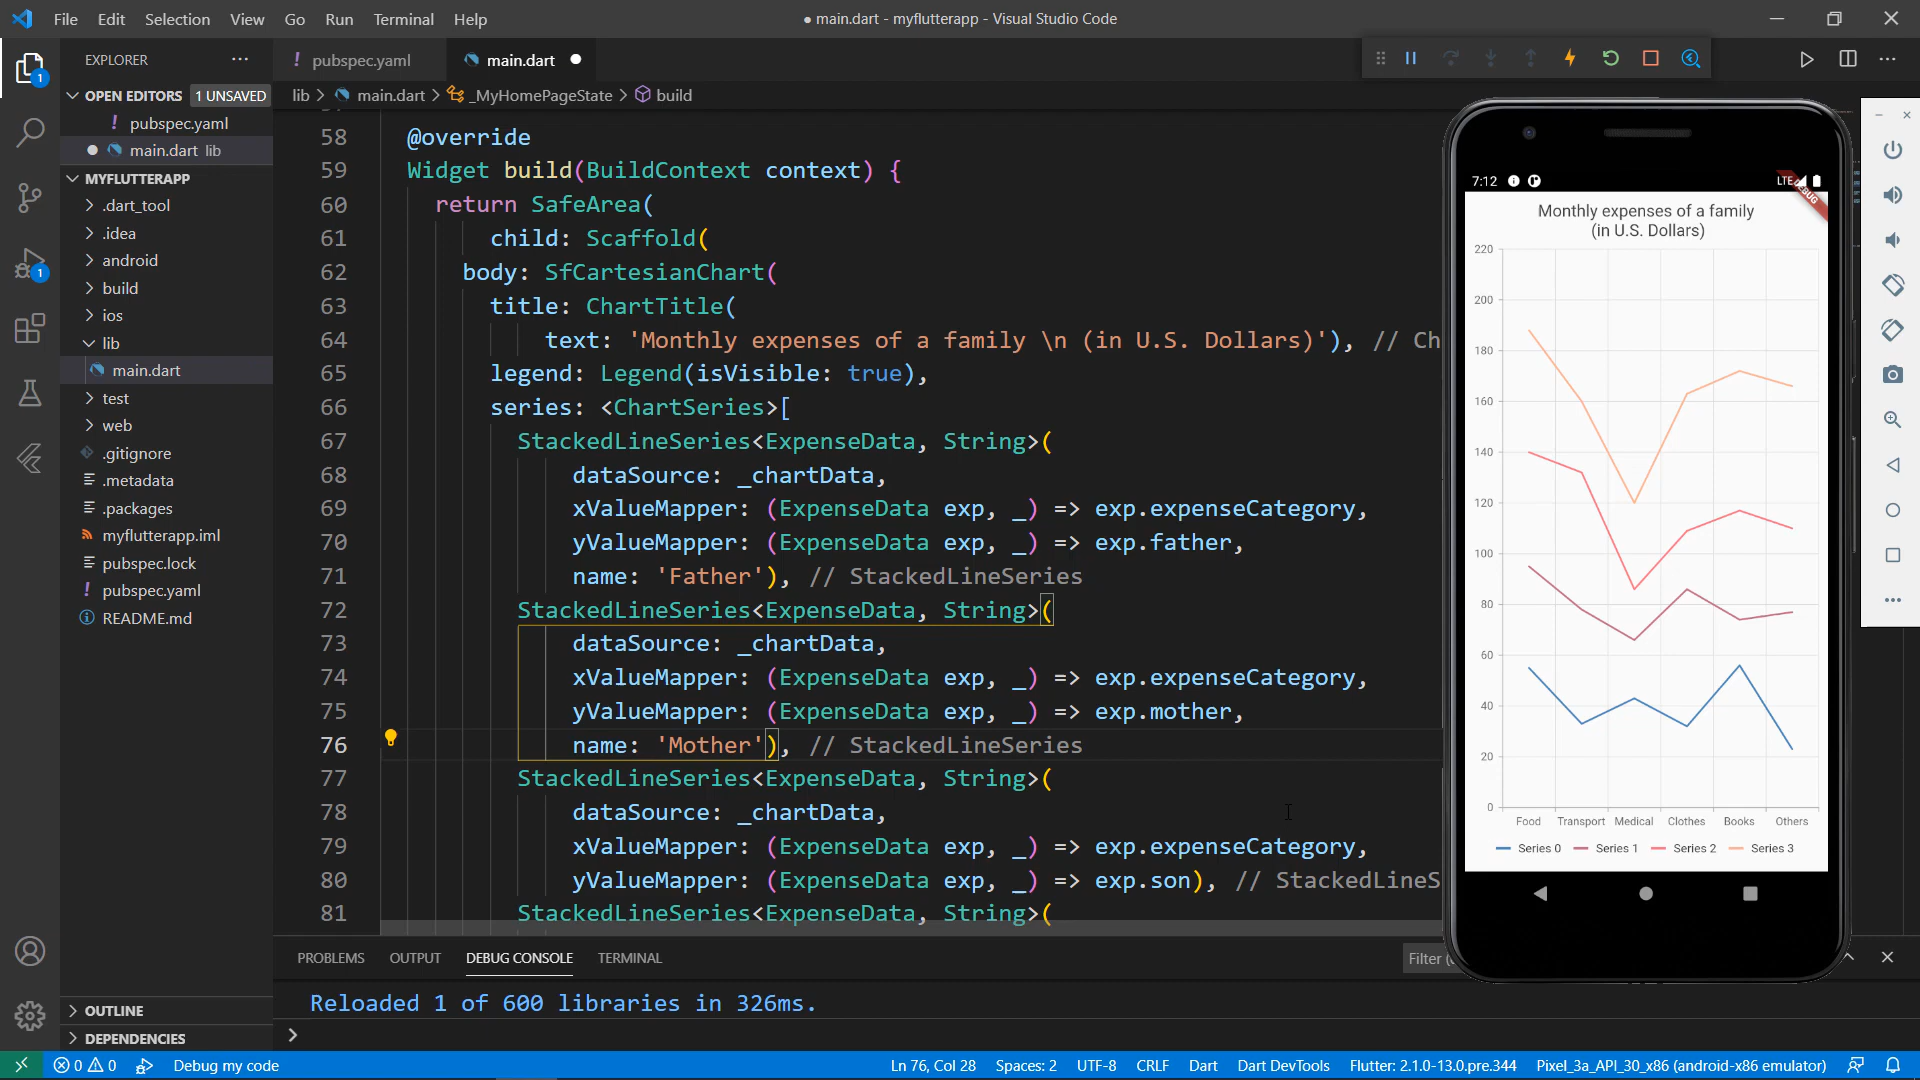 File Edit Selection View Go Run Terminal Help
● main.dart - myflutterapp - Visual Studio Code
EXPLORER
OPEN EDITORS 1 UNSAVED
! pubspec.yaml
main.dart lib
MYFLUTTERAPP
.dart_tool
.idea
android
build
ios
lib
main.dart
test
web
.gitignore
.metadata
.packages
myflutterapp.iml
pubspec.lock
! pubspec.yaml
README.md
OUTLINE
DEPENDENCIES
1
1
! pubspec.yaml
main.dart
lib > main.dart > _MyHomePageState > build
58 @override
59 Widget build(BuildContext context) {
60 return SafeArea(
61 child: Scaffold(
62 body: SfCartesianChart(
63 title: ChartTitle(
64 text: 'Monthly expenses of a family \n (in U.S. Dollars)'), // Ch
65 legend: Legend(isVisible: true),
66 series: <ChartSeries>[
67 StackedLineSeries<ExpenseData, String>(
68 dataSource: _chartData,
69 xValueMapper: (ExpenseData exp, _) => exp.expenseCategory,
70 yValueMapper: (ExpenseData exp, _) => exp.father,
71 name: 'Father'), // StackedLineSeries
72 StackedLineSeries<ExpenseData, String>(
73 dataSource: _chartData,
74 xValueMapper: (ExpenseData exp, _) => exp.expenseCategory,
75 yValueMapper: (ExpenseData exp, _) => exp.mother,
76 name: 'Mother'), // StackedLineSeries
77 StackedLineSeries<ExpenseData, String>(
78 dataSource: _chartData,
79 xValueMapper: (ExpenseData exp, _) => exp.expenseCategory,
80 yValueMapper: (ExpenseData exp, _) => exp.son), // StackedLineS
81 StackedLineSeries<ExpenseData, String>(
PROBLEMS OUTPUT DEBUG CONSOLE TERMINAL
Filter (
Reloaded 1 of 600 libraries in 326ms.
>
7:12
LTE
DEBUG
Monthly expenses of a family
(in U.S. Dollars)
220
200
180
160
140
120
100
80
60
40
20
0
Food Transport Medical Clothes Books Others
Series 0 Series 1 Series 2 Series 3
0 0 Debug my code
Ln 76, Col 28 Spaces: 2 UTF-8 CRLF Dart Dart DevTools Flutter: 2.1.0-13.0.pre.344 Pixel_3a_API_30_x86 (android-x86 emulator)